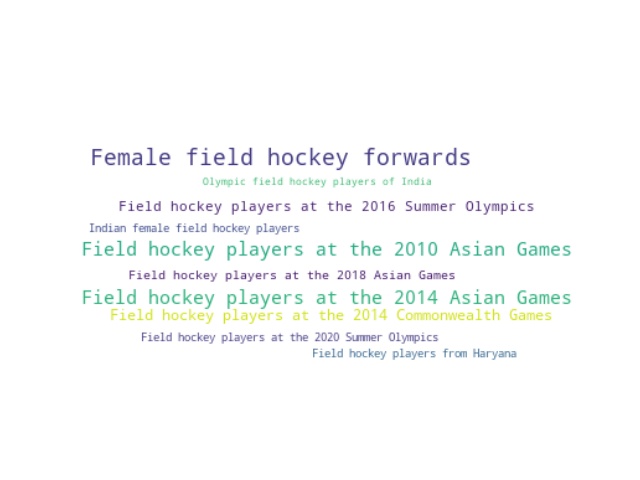 Female field hockey forwards
Olympic field hockey players of India
Field hockey players at the 2016 Summer Olympics
Indian female field hockey players
Field hockey players at the 2010 Asian Games
Field hockey players at the 2018 Asian Games
Field hockey players at the 2014 Asian Games
Field hockey players at the 2014 Commonwealth Games
Field hockey players at the 2020 Summer Olympics
Field hockey players from Haryana